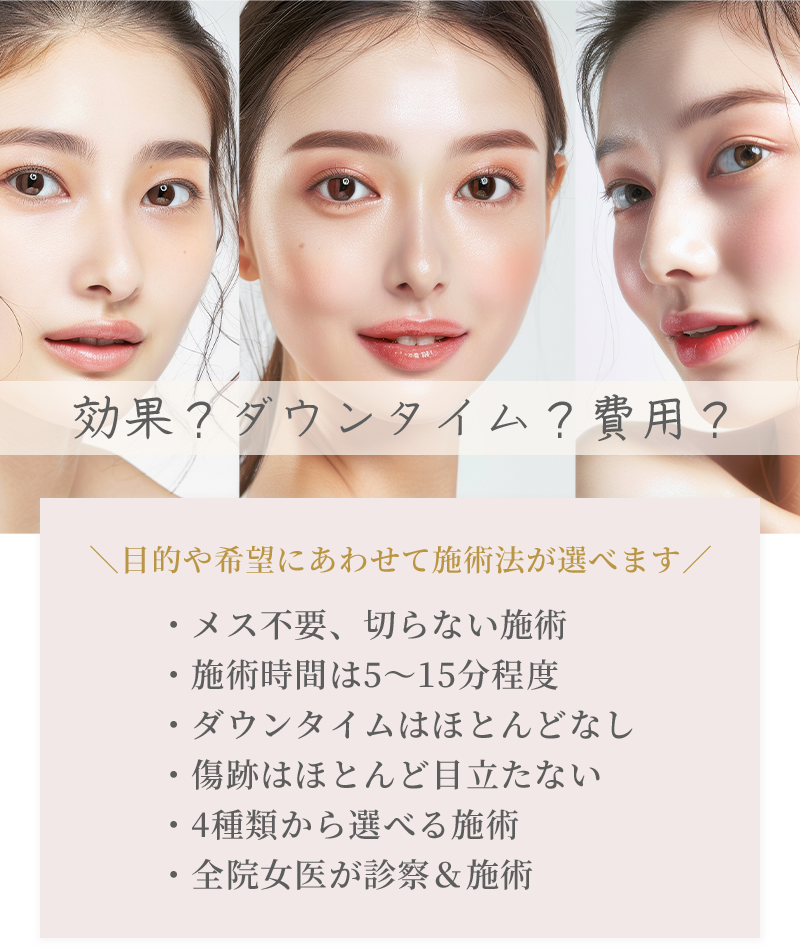 効果？ダウンタイム？費用？
＼目的や希望にあわせて施術法が選べます／
・メス不要、切らない施術
・施術時間は5〜15分程度
・ダウンタイムはほとんどなし
・傷跡はほとんど目立たない
・4種類から選べる施術
・全院女医が診察＆施術